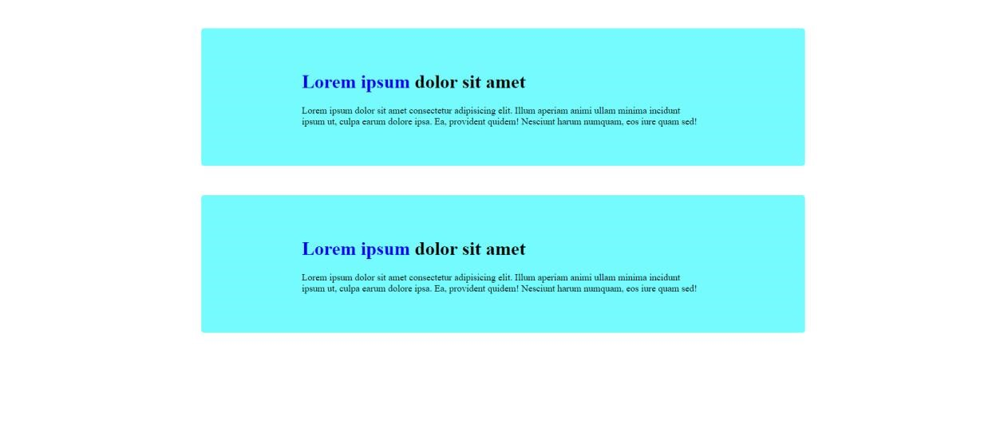 Lorem ipsum dolor sit amet
Lorem ipsum dolor sit amet consectetur adipisicing elit. Illum aperiam animi ullam minima incidunt
ipsum ut, culpa earum dolore ipsa. Ea, provident quidem! Nesciunt harum numquam, eos iure quam sed!
Lorem ipsum dolor sit amet
Lorem ipsum dolor sit amet consectetur adipisicing elit. Illum aperiam animi ullam minima incidunt
ipsum ut, culpa earum dolore ipsa. Ea, provident quidem! Nesciunt harum numquam, eos iure quam sed!